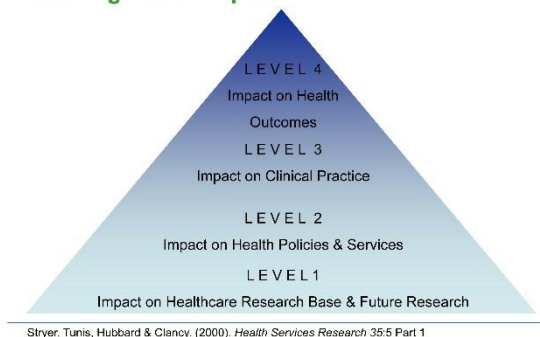 LEVEL 4
Impact on Health
Outcomes
LEVEL 3
Impact on Clinical Practice
LEVEL 2
Impact on Health Policies & Services
LEVEL1
Impact on Healthcare Research Base & Future Research
Stryer, Tunis, Hubbard & Clancy. (2000). Health Services Research 35:5 Part 1